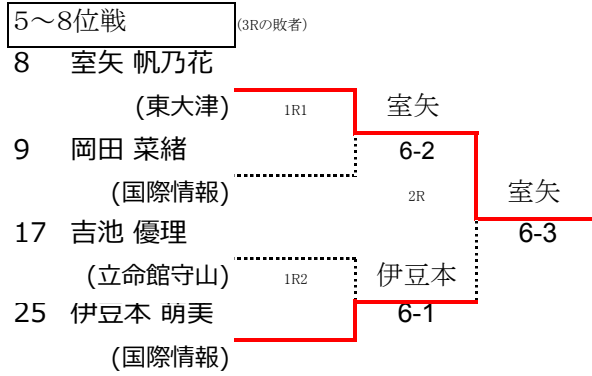 5～8位戦 (3Rの敗者)
8 室矢 帆乃花
(東大津) 1R1 室矢
9 岡田 菜緒 6-2
(国際情報) 2R 室矢
17 吉池 優理 6-3
(立命館守山) 1R2 伊豆本
25 伊豆本 萌美 6-1
(国際情報)